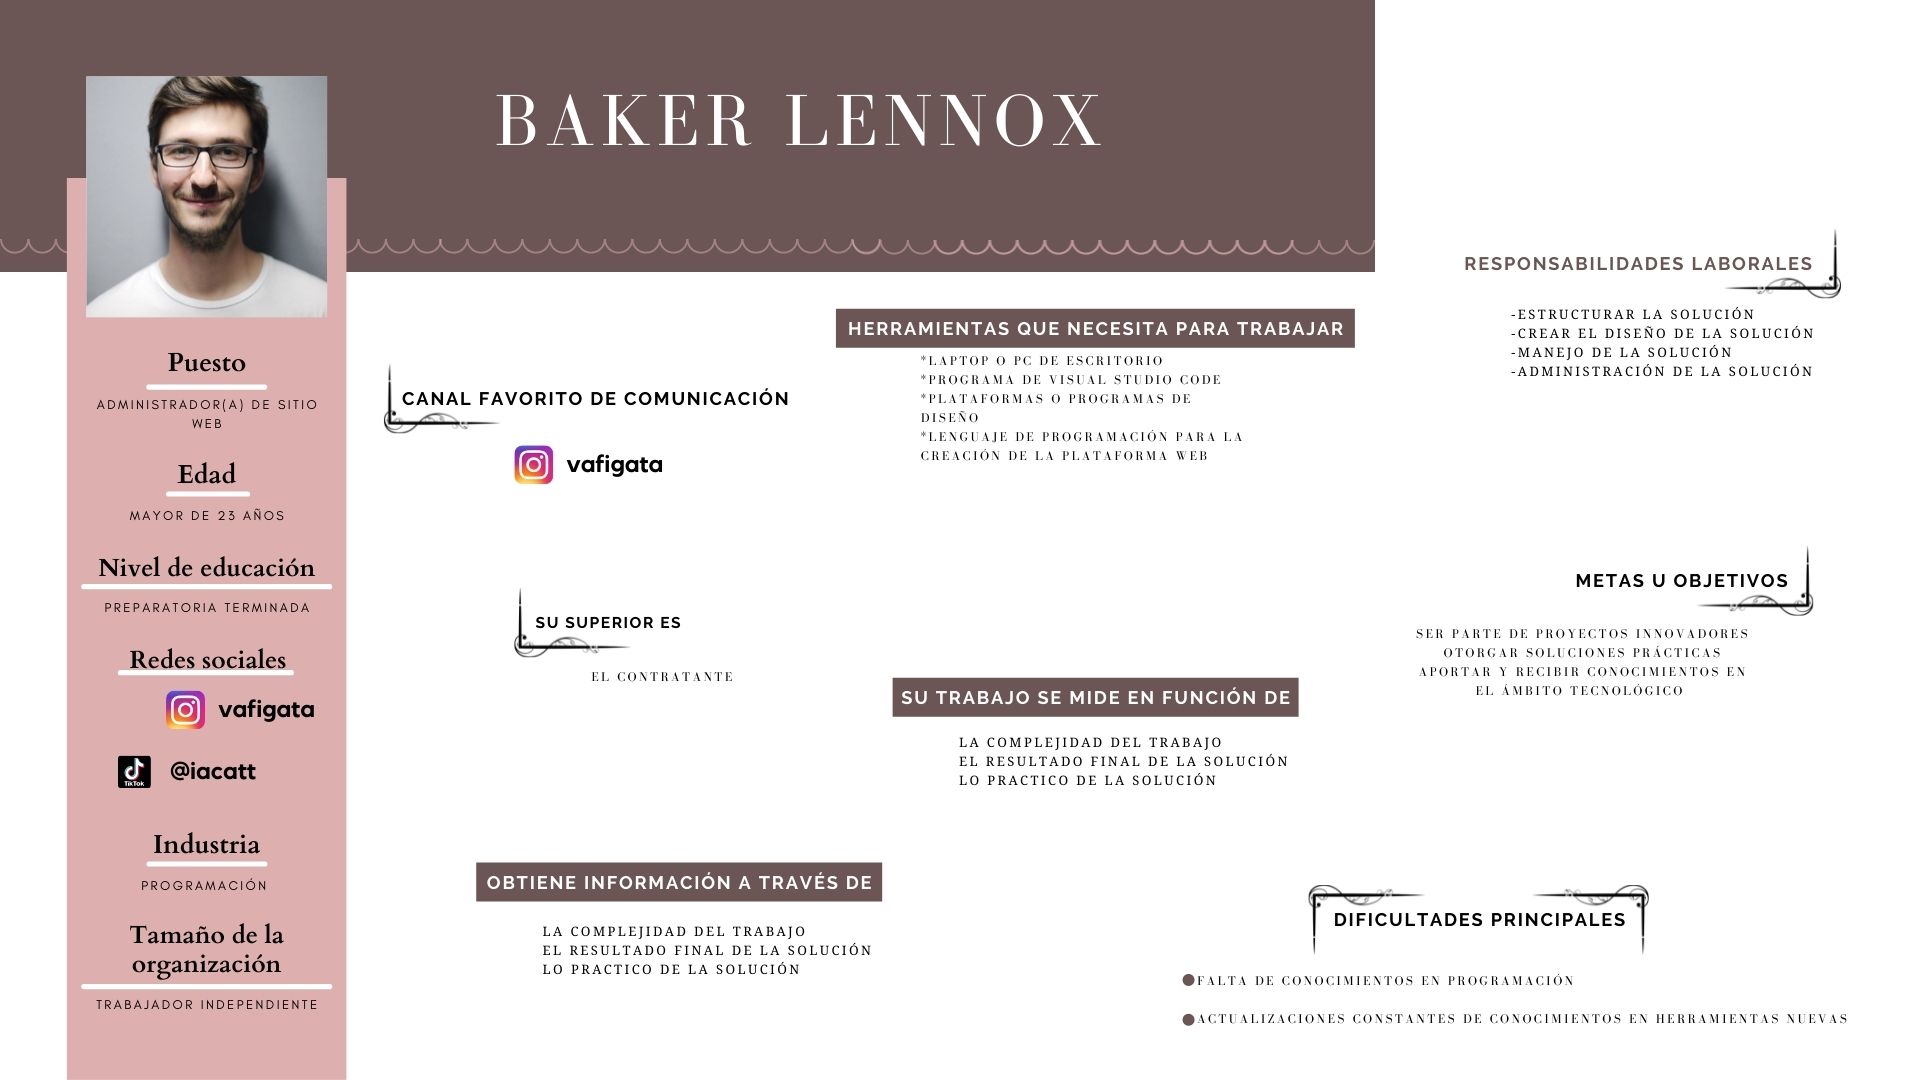 BAKER LENNOX
Puesto
ADMINISTRADOR(A) DE SITIO
WEB
Edad
MAYOR DE 23 AÑOS
Nivel de educación
PREPARATORIA TERMINADA
Redes sociales
vafigata
TikTok
@iacatt
Industria
PROGRAMACIÓN
Tamaño de la
organización
TRABAJADOR INDEPENDIENTE
CANAL FAVORITO DE COMUNICACIÓN
vafigata
HERRAMIENTAS QUE NECESITA PARA TRABAJAR
*LAPTOP O PC DE ESCRITORIO
*PROGRAMA DE VISUAL STUDIO CODE
*PLATAFORMAS O PROGRAMAS DE
DISEÑO
*LENGUAJE DE PROGRAMACIÓN PARA LA
CREACIÓN DE LA PLATAFORMA WEB
RESPONSABILIDADES LABORALES
-ESTRUCTURAR LA SOLUCIÓN
-CREAR EL DISEÑO DE LA SOLUCIÓN
-MANEJO DE LA SOLUCIÓN
-ADMINISTRACIÓN DE LA SOLUCIÓN
SU SUPERIOR ES
EL CONTRATANTE
SU TRABAJO SE MIDE EN FUNCIÓN DE
LA COMPLEJIDAD DEL TRABAJO
EL RESULTADO FINAL DE LA SOLUCIÓN
LO PRACTICO DE LA SOLUCIÓN
METAS U OBJETIVOS
SER PARTE DE PROYECTOS INNOVADORES
OTORGAR SOLUCIONES PRÁCTICAS
APORTAR Y RECIBIR CONOCIMIENTOS EN
EL ÁMBITO TECNOLÓGICO
OBTIENE INFORMACIÓN A TRAVÉS DE
LA COMPLEJIDAD DEL TRABAJO
EL RESULTADO FINAL DE LA SOLUCIÓN
LO PRACTICO DE LA SOLUCIÓN
DIFICULTADES PRINCIPALES
●FALTA DE CONOCIMIENTOS EN PROGRAMACIÓN
●ACTUALIZACIONES CONSTANTES DE CONOCIMIENTOS EN HERRAMIENTAS NUEVAS